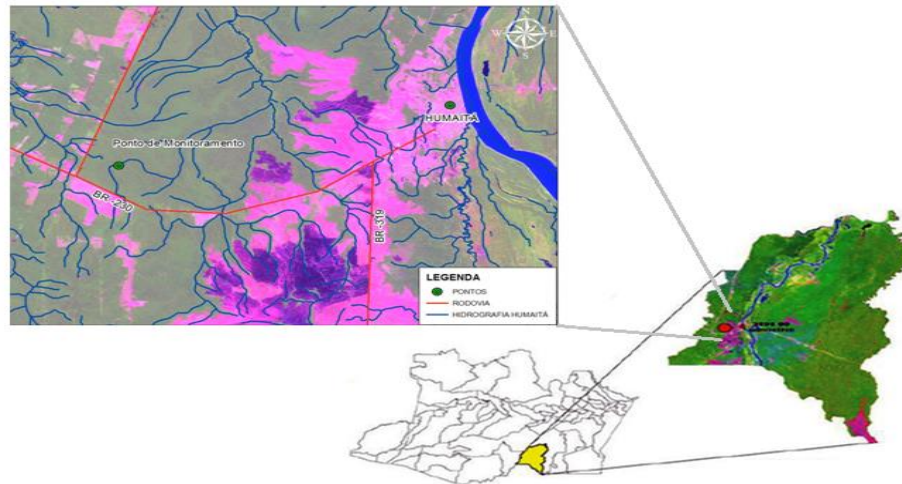 N
W E
S
HUMAITÁ
Ponto de Monitoramento
BR-230
BR-319
LEGENDA
PONTOS
RODOVIA
HIDROGRAFIA HUMAITÁ